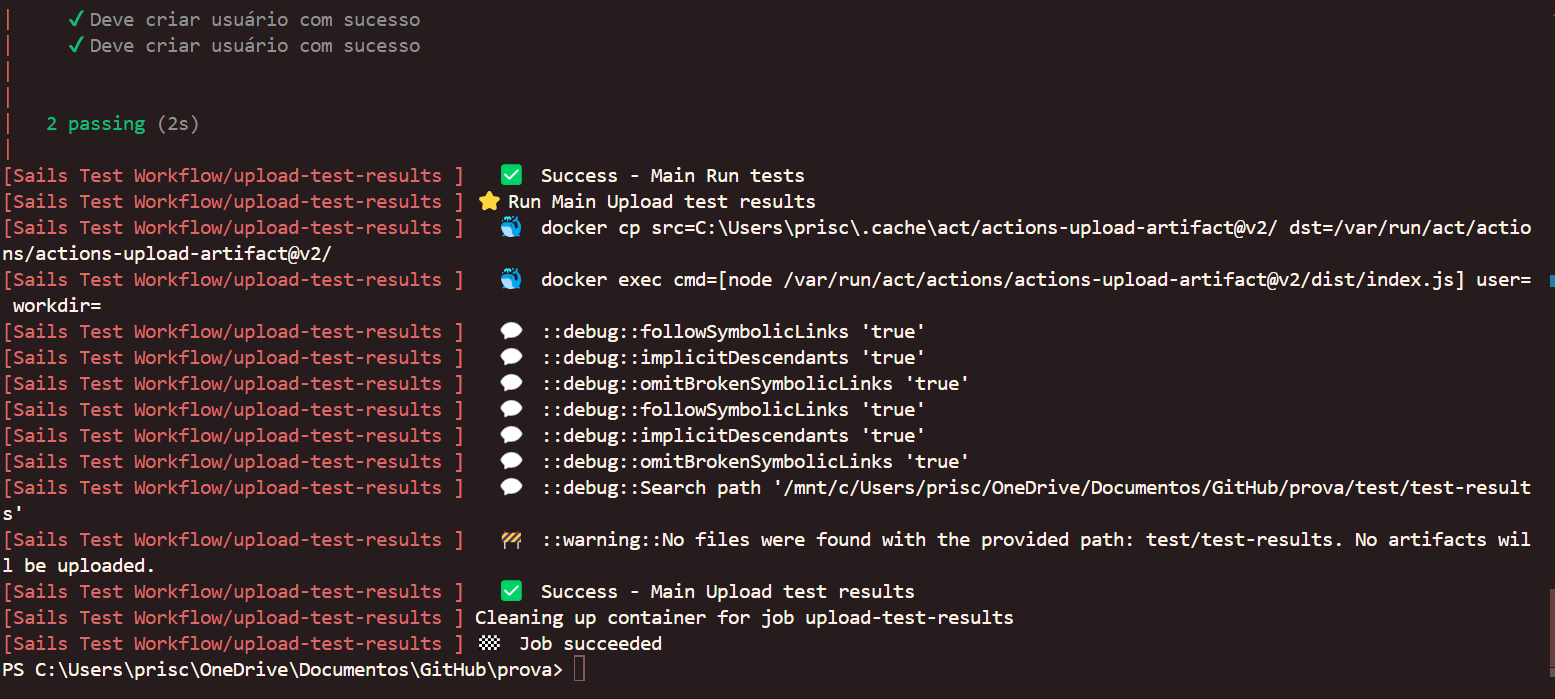 ✓ Deve criar usuário com sucesso
✓ Deve criar usuário com sucesso
2 passing (2s)
[Sails Test Workflow/upload-test-results ] ✅ Success - Main Run tests
[Sails Test Workflow/upload-test-results ] ⭐ Run Main Upload test results
[Sails Test Workflow/upload-test-results ] 🐳 docker cp src=C:\Users\prisc\.cache\act/actions-upload-artifact@v2/ dst=/var/run/act/actio
ns/actions-upload-artifact@v2/
[Sails Test Workflow/upload-test-results ] 🐳 docker exec cmd=[node /var/run/act/actions/actions-upload-artifact@v2/dist/index.js] user=
workdir=
[Sails Test Workflow/upload-test-results ] 💬 ::debug::followSymbolicLinks 'true'
[Sails Test Workflow/upload-test-results ] 💬 ::debug::implicitDescendants 'true'
[Sails Test Workflow/upload-test-results ] 💬 ::debug::omitBrokenSymbolicLinks 'true'
[Sails Test Workflow/upload-test-results ] 💬 ::debug::followSymbolicLinks 'true'
[Sails Test Workflow/upload-test-results ] 💬 ::debug::implicitDescendants 'true'
[Sails Test Workflow/upload-test-results ] 💬 ::debug::omitBrokenSymbolicLinks 'true'
[Sails Test Workflow/upload-test-results ] 💬 ::debug::Search path '/mnt/c/Users/prisc/OneDrive/Documentos/GitHub/prova/test/test-result
s'
[Sails Test Workflow/upload-test-results ] 🚧 ::warning::No files were found with the provided path: test/test-results. No artifacts wil
l be uploaded.
[Sails Test Workflow/upload-test-results ] ✅ Success - Main Upload test results
[Sails Test Workflow/upload-test-results ] Cleaning up container for job upload-test-results
[Sails Test Workflow/upload-test-results ] 🏁 Job succeeded
PS C:\Users\prisc\OneDrive\Documentos\GitHub\prova>